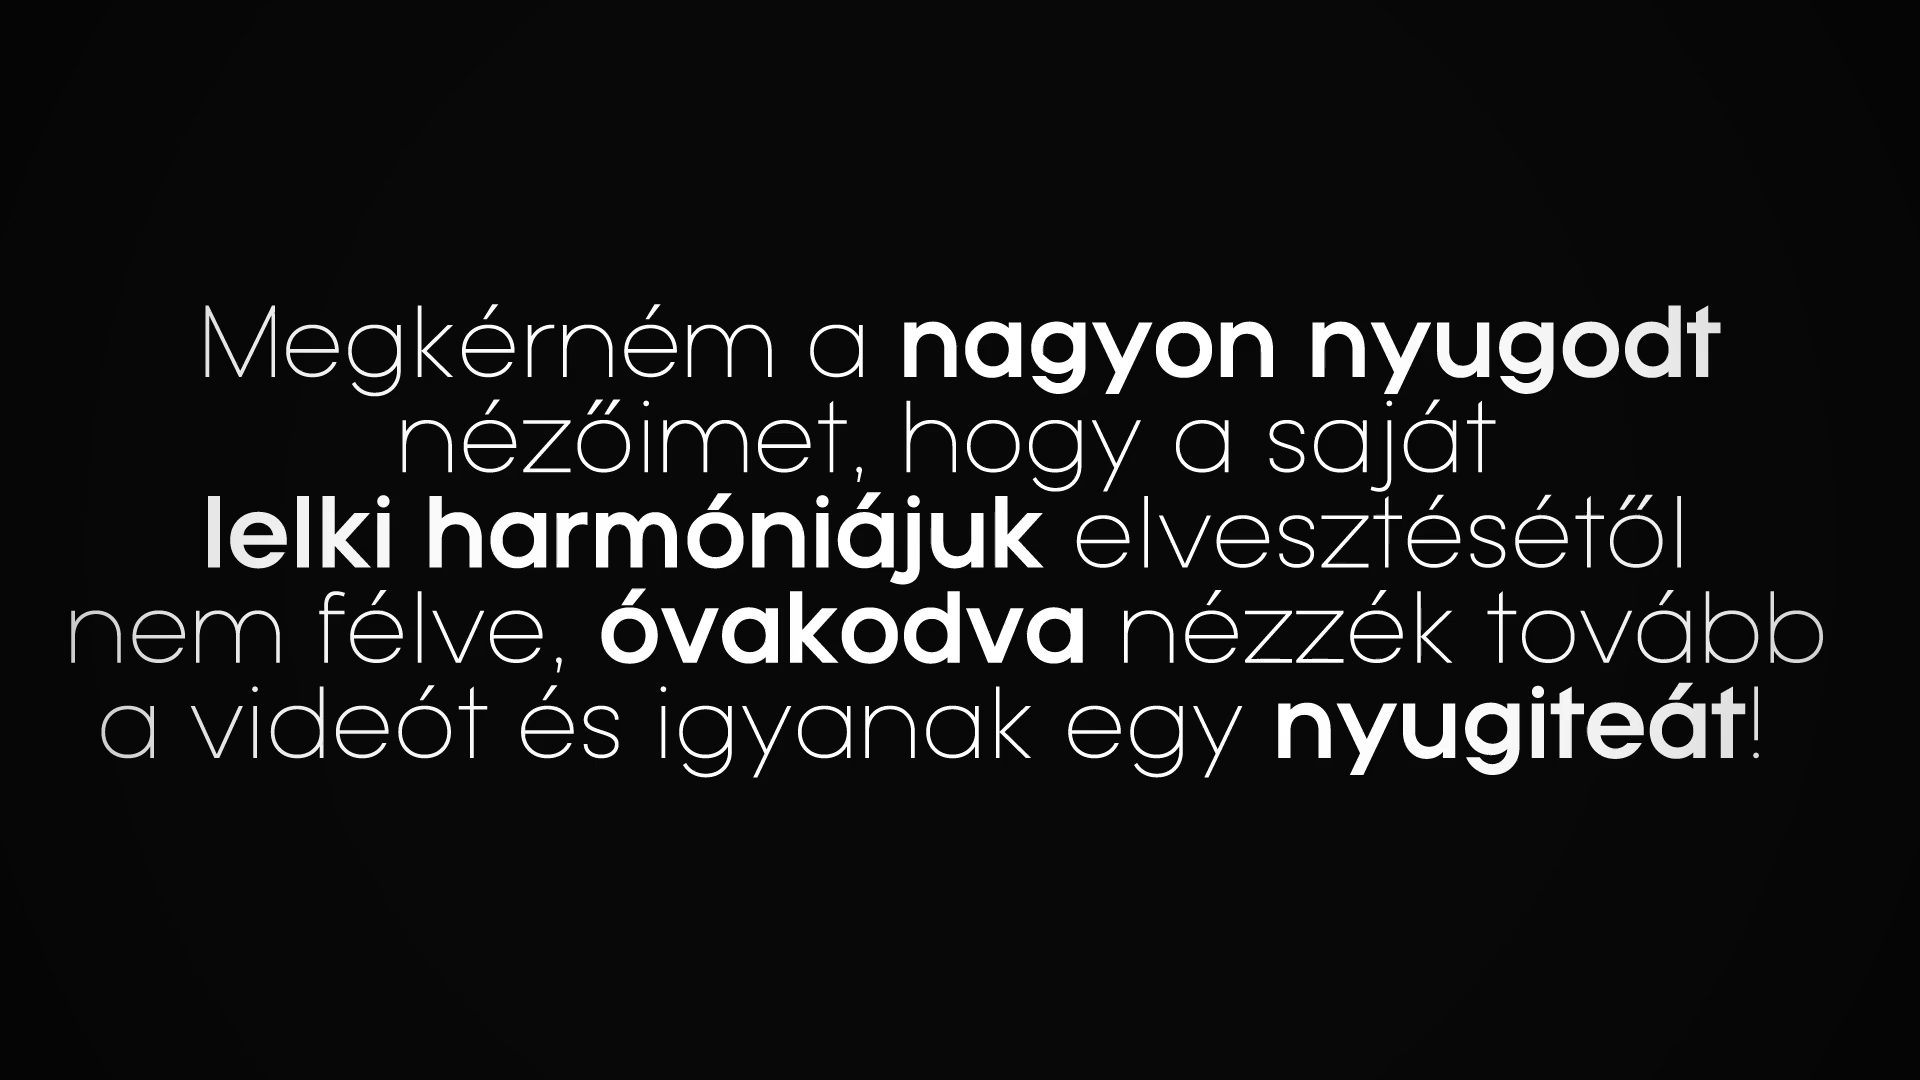 Megkérném a nagyon nyugodt
nézőimet, hogy a saját
lelki harmóniájuk elvesztésétől
nem félve, óvakodva nézzék tovább
a videót és igyanak egy nyugiteát!